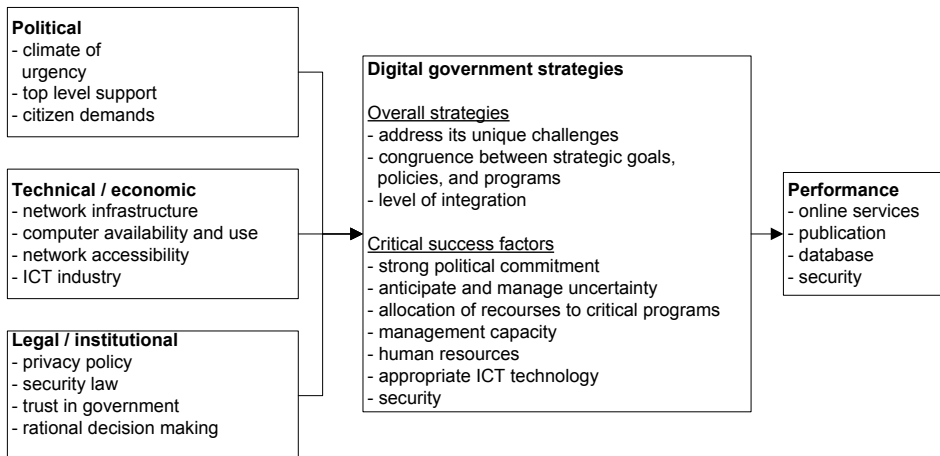 Political
- climate of
urgency
- top level support
- citizen demands
Technical / economic
- network infrastructure
- computer availability and use
- network accessibility
- ICT industry
Legal / institutional
- privacy policy
- security law
- trust in government
- rational decision making
Digital government strategies
Overall strategies
- address its unique challenges
- congruence between strategic goals,
policies, and programs
- level of integration
Critical success factors
- strong political commitment
- anticipate and manage uncertainty
- allocation of recourses to critical programs
- management capacity
- human resources
- appropriate ICT technology
- security
Performance
- online services
- publication
- database
- security